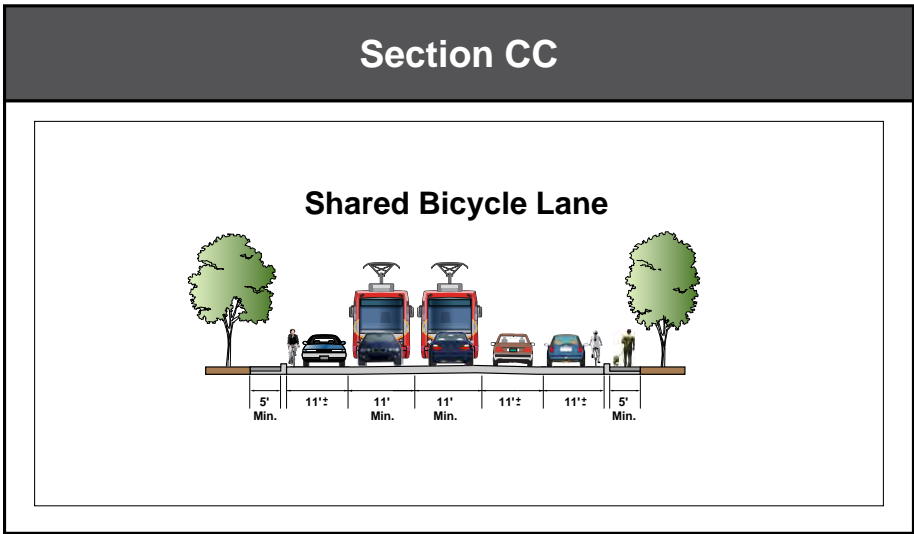 Section CC
Shared Bicycle Lane
5' 11'± 11' 11' 11'± 11'± 5'
Min. Min. Min. Min.